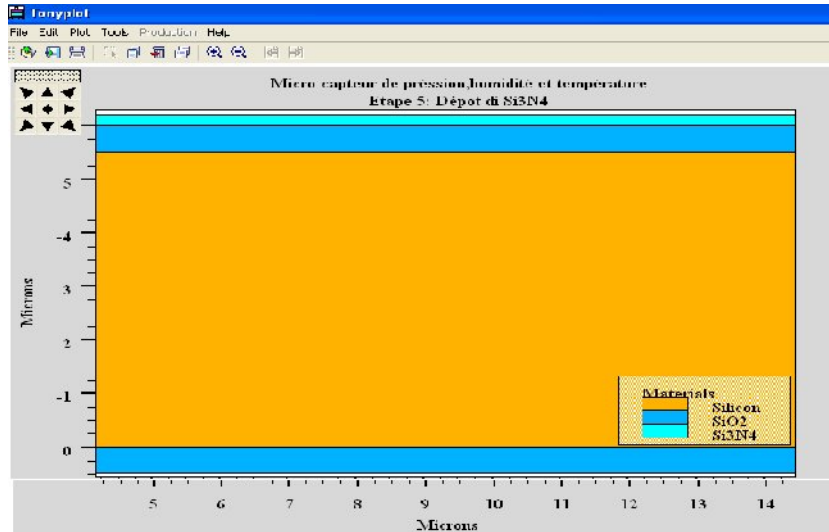 Tonyplot
File Edit Plot Tools Production Help
Micro capteur de préssion,humidité et température
Etape 5: Dépot di Si3N4
5
-4
3
2
-1
0
Microns
Materials
Silicon
SiO2
Si3N4
5 6 7 8 9 10 11 12 13 14
Microns